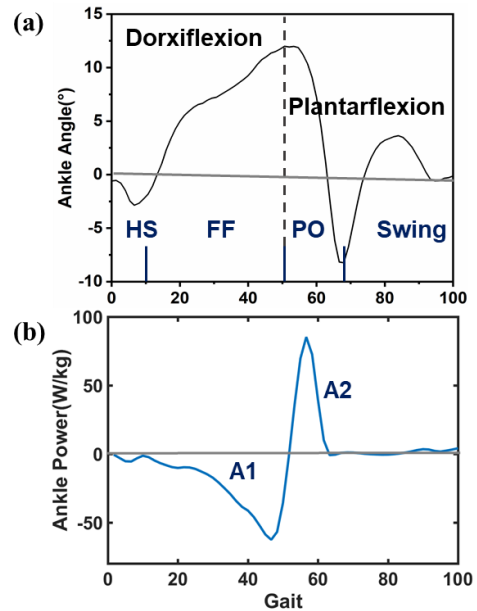 (a)
15
10
5
0
-5
-10
Ankle Angle(°)
Dorxiflexion
Plantarflexion
HS
FF
PO
Swing
0
20
40
60
80
100
(b)
100
50
0
-50
Ankle Power(W/kg)
A2
A1
0
20
40
60
80
100
Gait